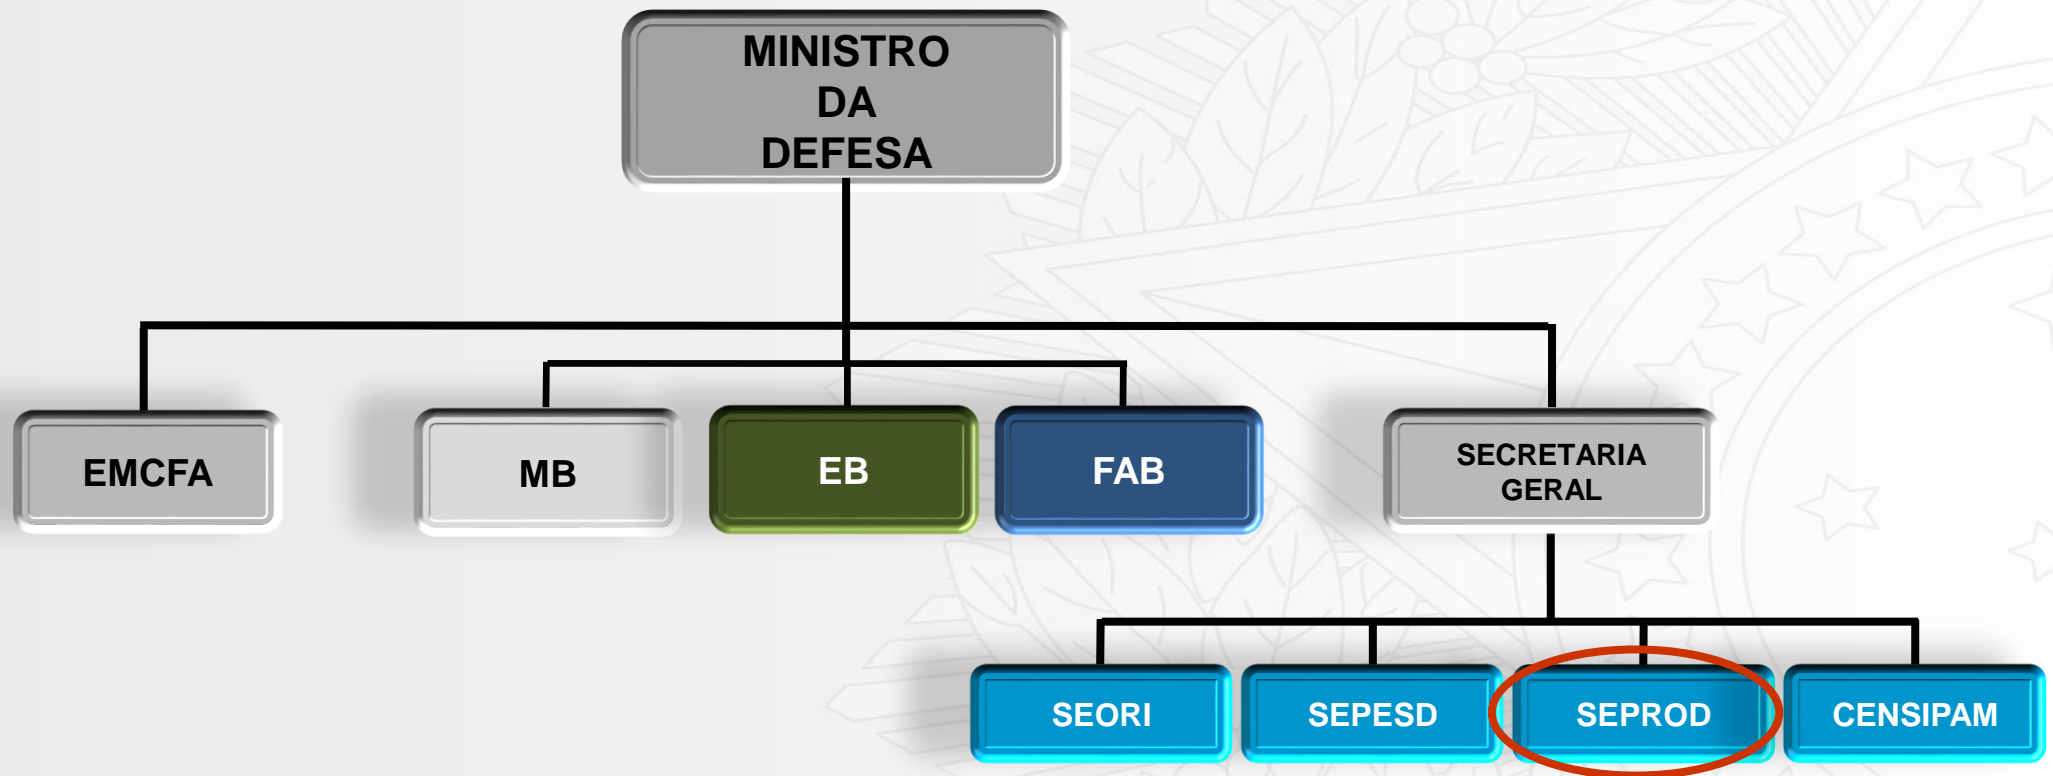 MINISTRO
DA
DEFESA
EMCFA
MB
EB
FAB
SECRETARIA
GERAL
SEORI
SEPESD
SEPROD
CENSIPAM